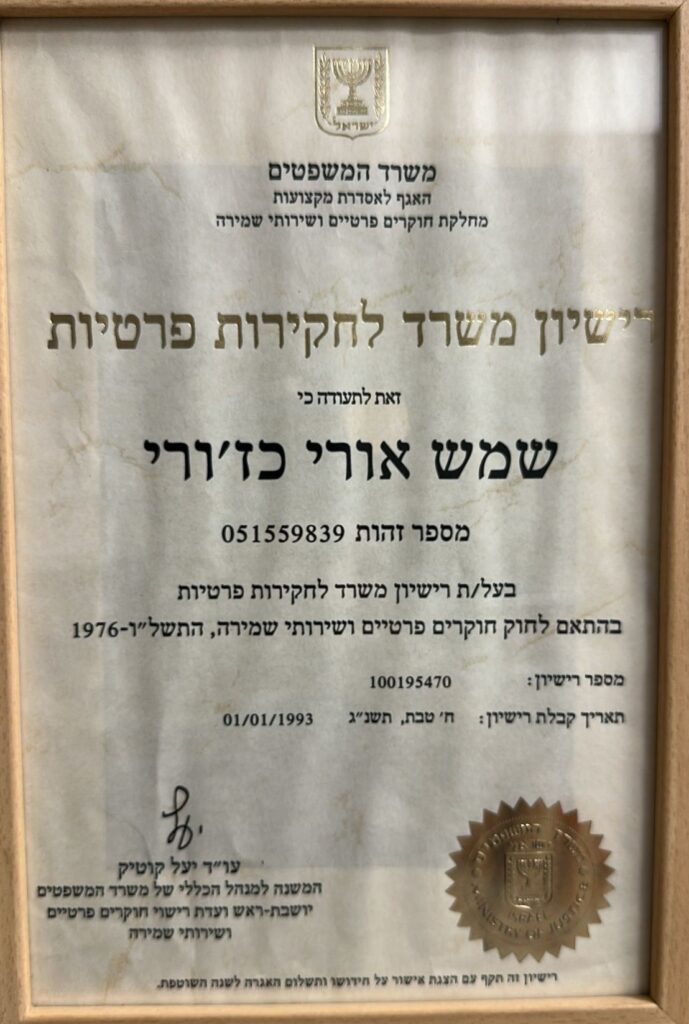 ישראל
משרד המשפטים
האגף לאסדרת מקצועות
מחלקת חוקרים פרטיים ושירותי שמירה
רישיון משרד לחקירות פרטיות
זאת לתעודה כי
שמש אורי כז'ורי
מספר זהות 051559839
בעל/ת רישיון משרד לחקירות פרטיות
בהתאם לחוק חוקרים פרטיים ושירותי שמירה, התשל"ו-1976
מספר רישיון: 100195470
תאריך קבלת רישיון: ח' טבת, תשנ"ג 01/01/1993
עו"ד יעל קוטיק
המשנה למנהל הכללי של משרד המשפטים
יושבת-ראש ועדת רישוי חוקרים פרטיים
ושירותי שמירה
ISRAEL
MINISTRY OF JUSTICE
רישיון זה תקף עם הצגת אישור על חידושו ותשלום האגרה לשנה השוטפת.